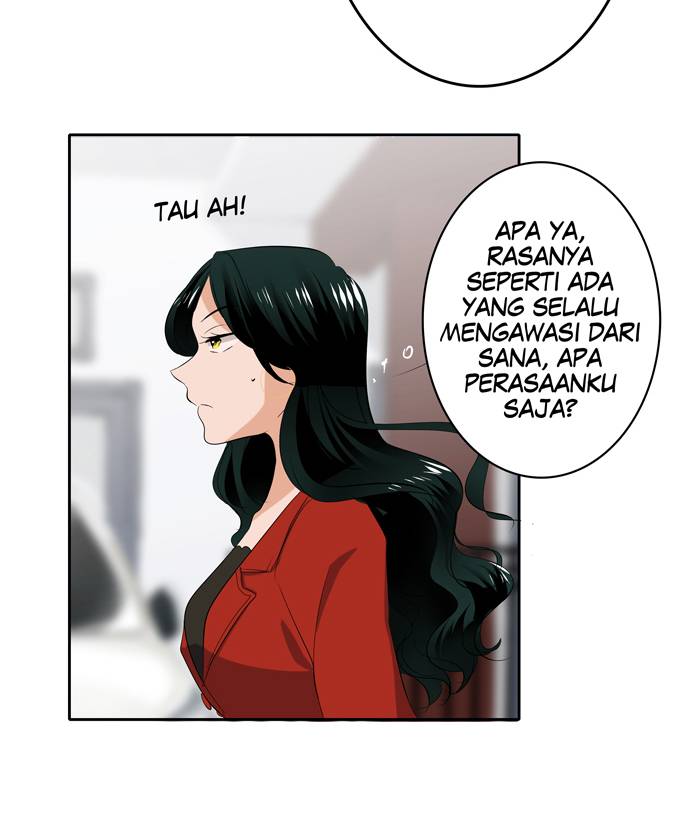 TAU AH!
APA YA,
RASANYA
SEPERTI ADA
YANG SELALU
MENGAWASI DARI
SANA, APA
PERASAANKU
SAJA?